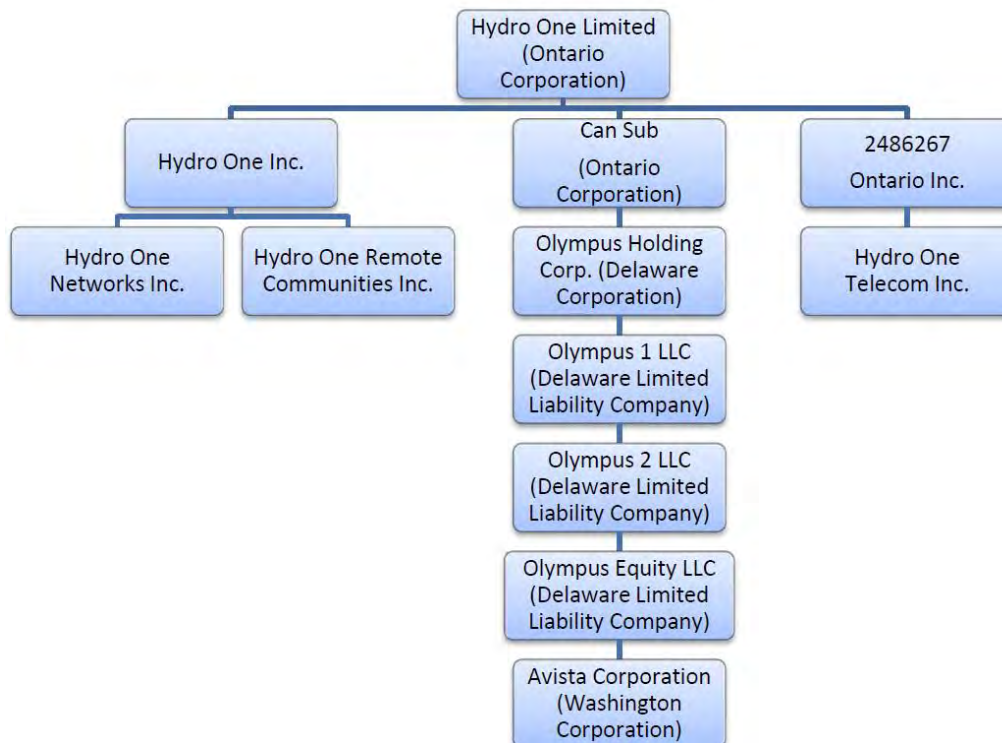 Hydro One Limited
(Ontario
Corporation)
Hydro One Inc.
Can Sub
(Ontario
Corporation)
2486267
Ontario Inc.
Hydro One
Networks Inc.
Hydro One Remote
Communities Inc.
Olympus Holding
Corp. (Delaware
Corporation)
Hydro One
Telecom Inc.
Olympus 1 LLC
(Delaware Limited
Liability Company)
Olympus 2 LLC
(Delaware Limited
Liability Company)
Olympus Equity LLC
(Delaware Limited
Liability Company)
Avista Corporation
(Washington
Corporation)